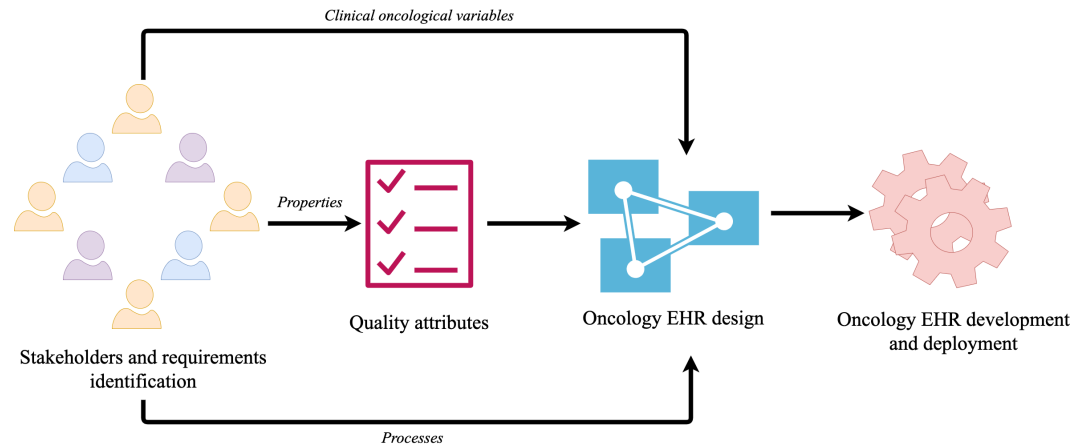 Clinical oncological variables
Properties
Quality attributes
Oncology EHR design
Oncology EHR development
and deployment
Stakeholders and requirements
identification
Processes